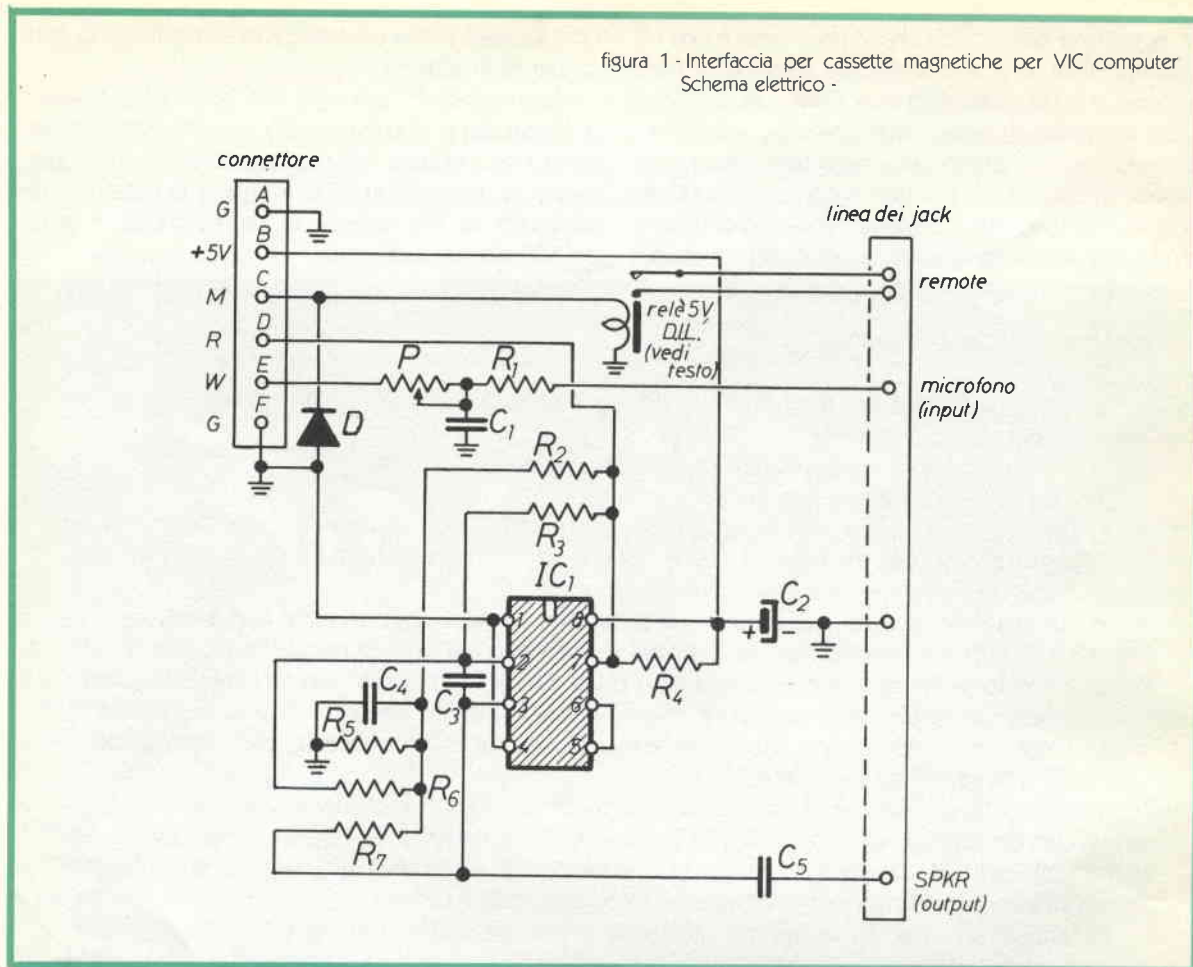 figura 1 - Interfaccia per cassette magnetiche per VIC computer
Schema elettrico -
connettore
G A
+5V B
M C
R D
W E
G F
linea dei jack
remote
relè 5V
D.I.L.
(vedi
testo)
P
R1
microfono
(input)
C1
D
R2
R3
IC1
1 8
2 7
3 6
4 5
C2
+ -
R4
C4
C3
R5
R6
R7
C5
SPKR
(output)